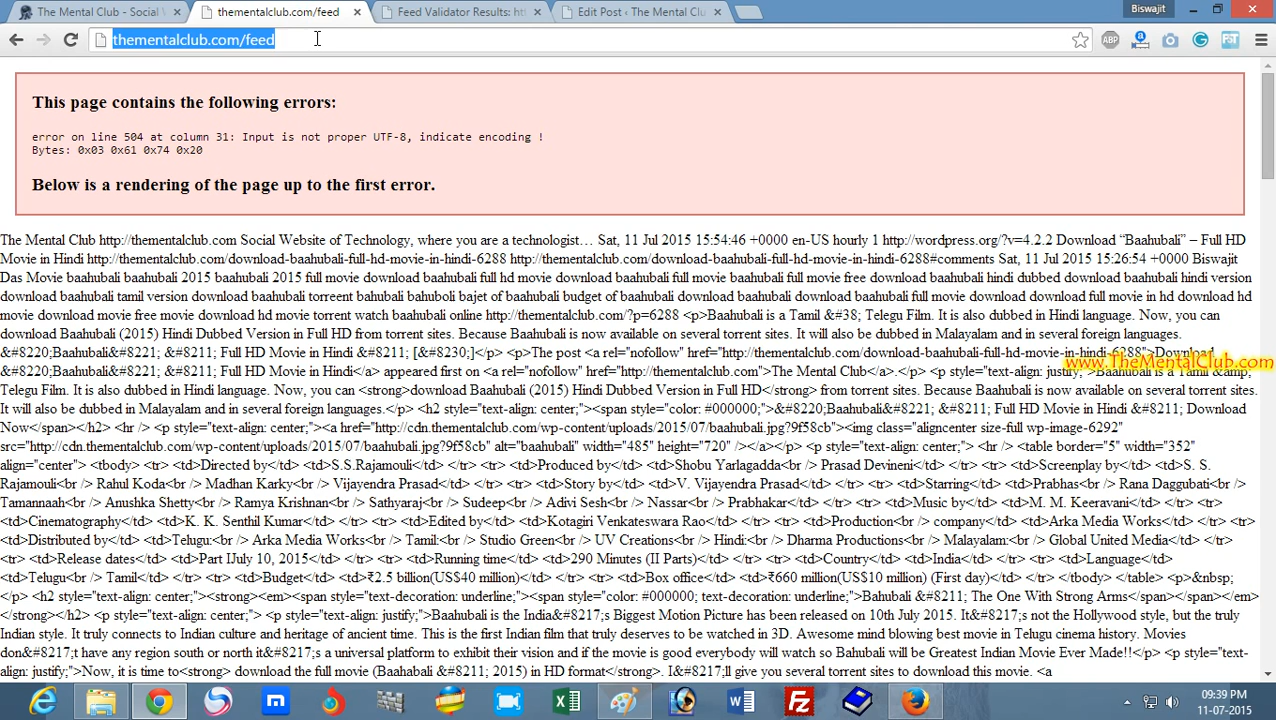 The Mental Club - Social W
thementalclub.com/feed
Feed Validator Results: htt
Edit Post ‹ The Mental Clu
Biswajit
thementalclub.com/feed
ABP
a
FST
This page contains the following errors:
error on line 504 at column 31: Input is not proper UTF-8, indicate encoding !
Bytes: 0x03 0x61 0x74 0x20
Below is a rendering of the page up to the first error.
The Mental Club http://thementalclub.com Social Website of Technology, where you are a technologist… Sat, 11 Jul 2015 15:54:46 +0000 en-US hourly 1 http://wordpress.org/?v=4.2.2 Download “Baahubali” – Full HD
Movie in Hindi http://thementalclub.com/download-baahubali-full-hd-movie-in-hindi-6288 http://thementalclub.com/download-baahubali-full-hd-movie-in-hindi-6288#comments Sat, 11 Jul 2015 15:26:54 +0000 Biswajit
Das Movie baahubali baahubali 2015 baahubali 2015 full movie download baahubali full hd movie download baahubali full movie baahubali full movie free download baahubali hindi dubbed download baahubali hindi version
download baahubali tamil version download baahubali torreent bahubali bahuboli bajet of baahubali budget of baahubali download baahubali download baahubali full movie download download full movie in hd download hd
movie download movie free movie download hd movie torrent watch baahubali online http://thementalclub.com/?p=6288 <p>Baahubali is a Tamil &#38; Telegu Film. It is also dubbed in Hindi language. Now, you can
download Baahubali (2015) Hindi Dubbed Version in Full HD from torrent sites. Because Baahubali is now available on several torrent sites. It will also be dubbed in Malayalam and in several foreign languages.
&#8220;Baahubali&#8221; &#8211; Full HD Movie in Hindi &#8211; [&#8230;]</p> <p>The post <a rel="nofollow" href="http://thementalclub.com/download-baahubali-full-hd-movie-in-hindi-6288">Download
&#8220;Baahubali&#8221; &#8211; Full HD Movie in Hindi</a> appeared first on <a rel="nofollow" href="http://thementalclub.com">The Mental Club</a>.</p> <p style="text-align: justify;">Baahubali is a Tamil &amp;
www.TheMentalClub.com
Telegu Film. It is also dubbed in Hindi language. Now, you can <strong>download Baahubali (2015) Hindi Dubbed Version in Full HD</strong> from torrent sites. Because Baahubali is now available on several torrent sites.
It will also be dubbed in Malayalam and in several foreign languages.</p> <h2 style="text-align: center;"><span style="color: #000000;">&#8220;Baahubali&#8221; &#8211; Full HD Movie in Hindi &#8211; Download
Now</span></h2> <hr /> <p style="text-align: center;"><a href="http://cdn.thementalclub.com/wp-content/uploads/2015/07/baahubali.jpg?9f58cb"><img class="aligncenter size-full wp-image-6292"
src="http://cdn.thementalclub.com/wp-content/uploads/2015/07/baahubali.jpg?9f58cb" alt="baahubali" width="485" height="720" /></a></p> <p style="text-align: center;"> <hr /> <table border="5" width="352"
align="center"> <tbody> <tr> <td>Directed by</td> <td>S.S.Rajamouli</td> </tr> <tr> <td>Produced by</td> <td>Shobu Yarlagadda<br /> Prasad Devineni</td> </tr> <tr> <td>Screenplay by</td> <td>S. S.
Rajamouli<br /> Rahul Koda<br /> Madhan Karky<br /> Vijayendra Prasad</td> </tr> <tr> <td>Story by</td> <td>V. Vijayendra Prasad</td> </tr> <tr> <td>Starring</td> <td>Prabhas<br /> Rana Daggubati<br />
Tamannaah<br /> Anushka Shetty<br /> Ramya Krishnan<br /> Sathyaraj<br /> Sudeep<br /> Adivi Sesh<br /> Nassar<br /> Prabhakar</td> </tr> <tr> <td>Music by</td> <td>M. M. Keeravani</td> </tr> <tr>
<td>Cinematography</td> <td>K. K. Senthil Kumar</td> </tr> <tr> <td>Edited by</td> <td>Kotagiri Venkateswara Rao</td> </tr> <tr> <td>Production<br /> company</td> <td>Arka Media Works</td> </tr> <tr>
<td>Distributed by</td> <td>Telugu:<br /> Arka Media Works<br /> Tamil:<br /> Studio Green<br /> UV Creations<br /> Hindi:<br /> Dharma Productions<br /> Malayalam:<br /> Global United Media</td> </tr>
<tr> <td>Release dates</td> <td>Part IJuly 10, 2015</td> </tr> <tr> <td>Running time</td> <td>290 Minutes (II Parts)</td> </tr> <tr> <td>Country</td> <td>India</td> </tr> <tr> <td>Language</td>
<td>Telugu<br /> Tamil</td> </tr> <tr> <td>Budget</td> <td>₹2.5 billion(US$40 million)</td> </tr> <tr> <td>Box office</td> <td>₹660 million(US$10 million) (First day)</td> </tr> </tbody> </table> <p>&nbsp;
</p> <h2 style="text-align: center;"><strong><em><span style="text-decoration: underline;"><span style="color: #000000; text-decoration: underline;">Bahubali &#8211; The One With Strong Arms</span></span></em>
</strong></h2> <p style="text-align: center;"> <p style="text-align: justify;">Baahubali is the India&#8217;s Biggest Motion Picture has been released on 10th July 2015. It&#8217;s not the Hollywood style, but the truly
Indian style. It truly connects to Indian culture and heritage of ancient time. This is the first Indian film that truly deserves to be watched in 3D. Awesome mind blowing best movie in Telugu cinema history. Movies
don&#8217;t have any region south or north it&#8217;s a universal platform to exhibit their vision and if the movie is good everybody will watch so Bahubali will be Greatest Indian Movie Ever Made!!</p> <p style="text-
align: justify;">Now, it is time to<strong> download the full movie (Baahabali &#8211; 2015) in HD format</strong>. I&#8217;ll give you several torrent sites to download this movie. <a
09:39 PM
11-07-2015